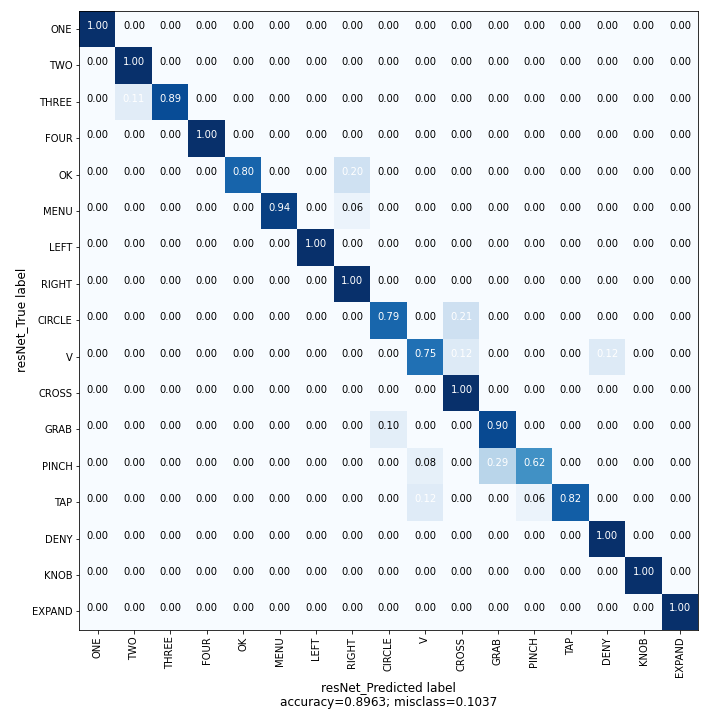 ONE 1.00 0.00 0.00 0.00 0.00 0.00 0.00 0.00 0.00 0.00 0.00 0.00 0.00 0.00 0.00 0.00 0.00
TWO 0.00 1.00 0.00 0.00 0.00 0.00 0.00 0.00 0.00 0.00 0.00 0.00 0.00 0.00 0.00 0.00 0.00
THREE 0.00 0.11 0.89 0.00 0.00 0.00 0.00 0.00 0.00 0.00 0.00 0.00 0.00 0.00 0.00 0.00 0.00
FOUR 0.00 0.00 0.00 1.00 0.00 0.00 0.00 0.00 0.00 0.00 0.00 0.00 0.00 0.00 0.00 0.00 0.00
OK 0.00 0.00 0.00 0.00 0.80 0.00 0.00 0.20 0.00 0.00 0.00 0.00 0.00 0.00 0.00 0.00 0.00
MENU 0.00 0.00 0.00 0.00 0.00 0.94 0.00 0.06 0.00 0.00 0.00 0.00 0.00 0.00 0.00 0.00 0.00
LEFT 0.00 0.00 0.00 0.00 0.00 0.00 1.00 0.00 0.00 0.00 0.00 0.00 0.00 0.00 0.00 0.00 0.00
RIGHT 0.00 0.00 0.00 0.00 0.00 0.00 0.00 1.00 0.00 0.00 0.00 0.00 0.00 0.00 0.00 0.00 0.00
CIRCLE 0.00 0.00 0.00 0.00 0.00 0.00 0.00 0.00 0.79 0.00 0.21 0.00 0.00 0.00 0.00 0.00 0.00
V 0.00 0.00 0.00 0.00 0.00 0.00 0.00 0.00 0.00 0.75 0.12 0.00 0.00 0.00 0.12 0.00 0.00
CROSS 0.00 0.00 0.00 0.00 0.00 0.00 0.00 0.00 0.00 0.00 1.00 0.00 0.00 0.00 0.00 0.00 0.00
GRAB 0.00 0.00 0.00 0.00 0.00 0.00 0.00 0.00 0.10 0.00 0.00 0.90 0.00 0.00 0.00 0.00 0.00
PINCH 0.00 0.00 0.00 0.00 0.00 0.00 0.00 0.00 0.00 0.08 0.00 0.29 0.62 0.00 0.00 0.00 0.00
TAP 0.00 0.00 0.00 0.00 0.00 0.00 0.00 0.00 0.00 0.12 0.00 0.00 0.06 0.82 0.00 0.00 0.00
DENY 0.00 0.00 0.00 0.00 0.00 0.00 0.00 0.00 0.00 0.00 0.00 0.00 0.00 0.00 1.00 0.00 0.00
KNOB 0.00 0.00 0.00 0.00 0.00 0.00 0.00 0.00 0.00 0.00 0.00 0.00 0.00 0.00 0.00 1.00 0.00
EXPAND 0.00 0.00 0.00 0.00 0.00 0.00 0.00 0.00 0.00 0.00 0.00 0.00 0.00 0.00 0.00 0.00 1.00
resNet_True label
ONE TWO THREE FOUR OK MENU LEFT RIGHT CIRCLE V CROSS GRAB PINCH TAP DENY KNOB EXPAND
resNet_Predicted label
accuracy=0.8963; misclass=0.1037